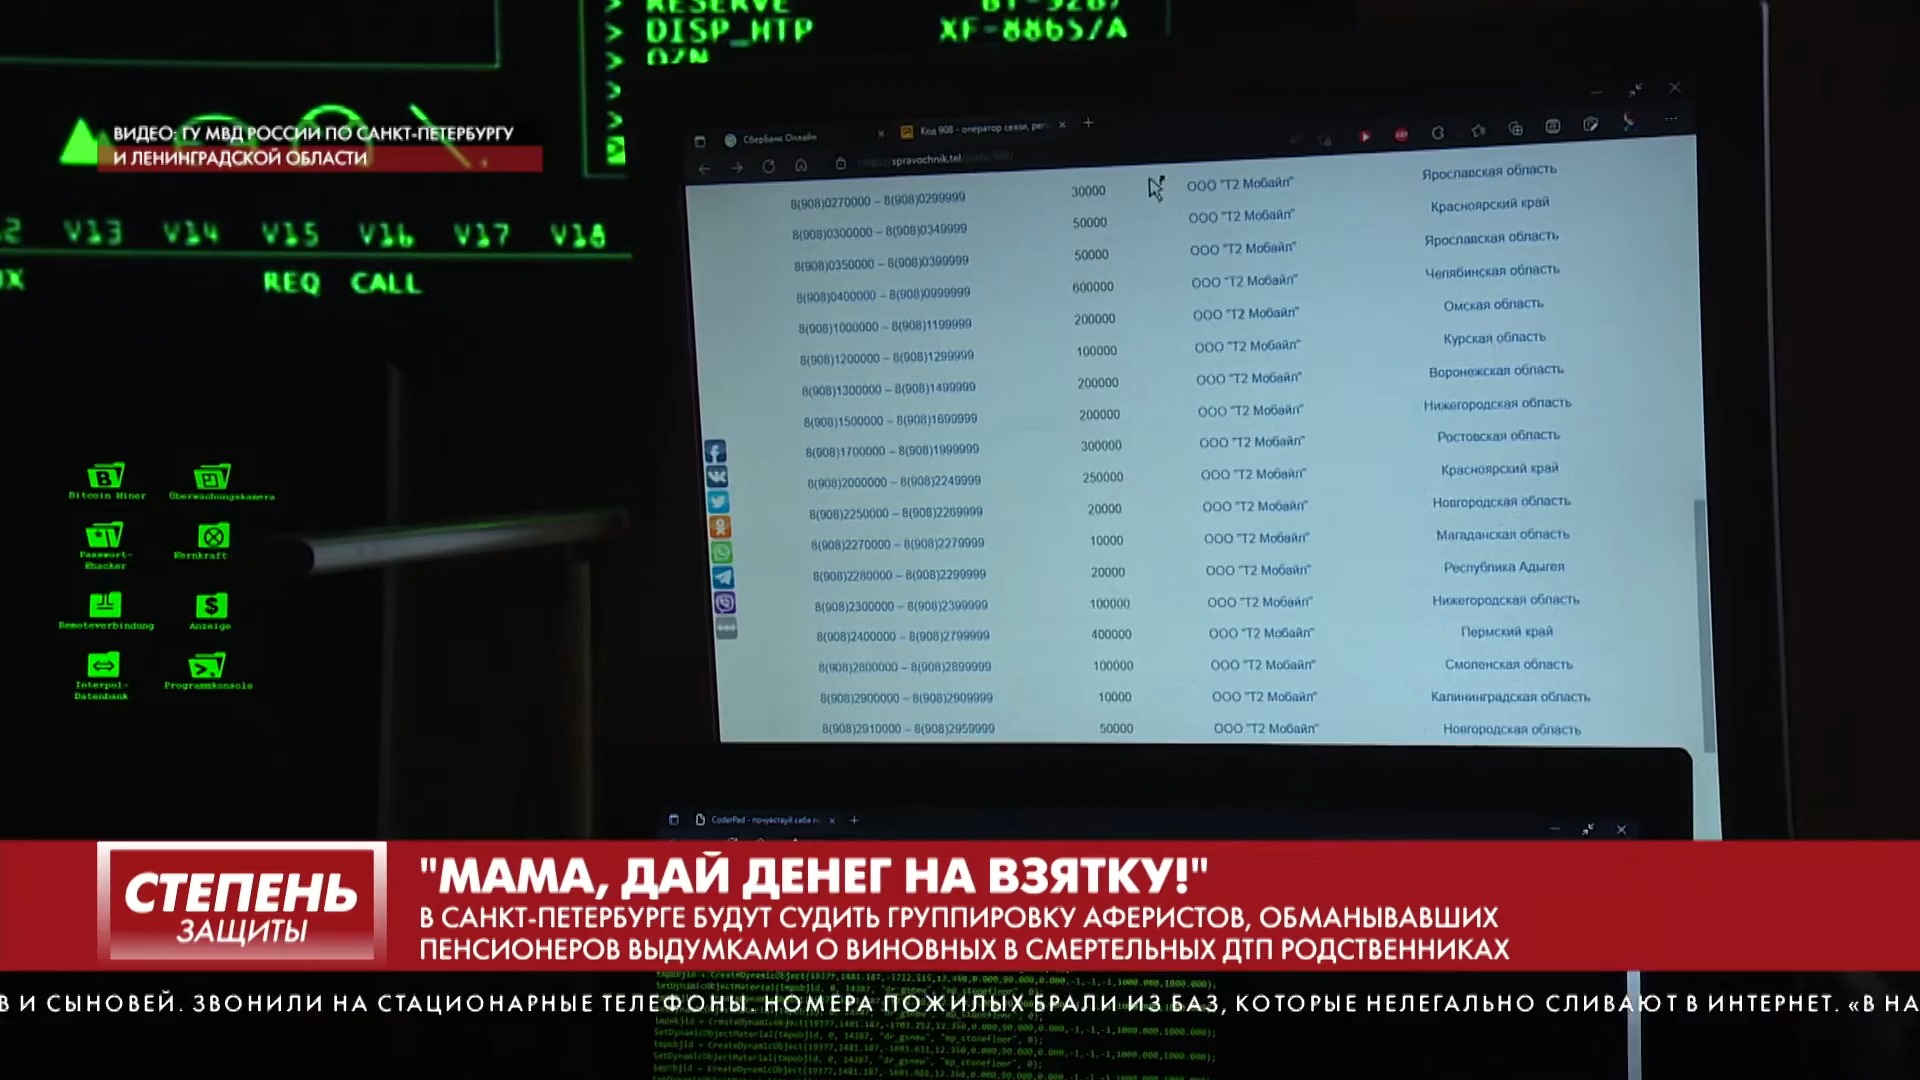 RESERVE
DISP_HTP XF-8865/A
ВИДЕО: ГУ МВД РОССИИ ПО САНКТ-ПЕТЕРБУРГУ
И ЛЕНИНГРАДСКОЙ ОБЛАСТИ
V13 V14 V15 V16 V17 V18
REQ CALL
Bitcoin Miner
Überwachungskamera
Passwort-
Khacker
Kernkraft
Remoteverbindung
Anzeige
Interpol-
Datenbank
Programmkonsole
Сбербанк Онлайн
Код 908 - оператор связи, рег
spravochnik.tel
8(908)0270000 – 8(908)0299999 30000 ООО "Т2 Мобайл" Ярославская область
8(908)0300000 – 8(908)0349999 50000 ООО "Т2 Мобайл" Красноярский край
8(908)0350000 – 8(908)0399999 50000 ООО "Т2 Мобайл" Ярославская область
8(908)0400000 – 8(908)0999999 600000 ООО "Т2 Мобайл" Челябинская область
8(908)1000000 – 8(908)1199999 200000 ООО "Т2 Мобайл" Омская область
8(908)1200000 – 8(908)1299999 100000 ООО "Т2 Мобайл" Курская область
8(908)1300000 – 8(908)1499999 200000 ООО "Т2 Мобайл" Воронежская область
8(908)1500000 – 8(908)1699999 200000 ООО "Т2 Мобайл" Нижегородская область
8(908)1700000 – 8(908)1999999 300000 ООО "Т2 Мобайл" Ростовская область
8(908)2000000 – 8(908)2249999 250000 ООО "Т2 Мобайл" Красноярский край
8(908)2250000 – 8(908)2269999 20000 ООО "Т2 Мобайл" Новгородская область
8(908)2270000 – 8(908)2279999 10000 ООО "Т2 Мобайл" Магаданская область
8(908)2280000 – 8(908)2299999 20000 ООО "Т2 Мобайл" Республика Адыгея
8(908)2300000 – 8(908)2399999 100000 ООО "Т2 Мобайл" Нижегородская область
8(908)2400000 – 8(908)2799999 400000 ООО "Т2 Мобайл" Пермский край
8(908)2800000 – 8(908)2899999 100000 ООО "Т2 Мобайл" Смоленская область
8(908)2900000 – 8(908)2909999 10000 ООО "Т2 Мобайл" Калининградская область
8(908)2910000 – 8(908)2959999 50000 ООО "Т2 Мобайл" Новгородская область
CoderPad - почувствуй себя
СТЕПЕНЬ
ЗАЩИТЫ
"МАМА, ДАЙ ДЕНЕГ НА ВЗЯТКУ!"
В САНКТ-ПЕТЕРБУРГЕ БУДУТ СУДИТЬ ГРУППИРОВКУ АФЕРИСТОВ, ОБМАНЫВАВШИХ
ПЕНСИОНЕРОВ ВЫДУМКАМИ О ВИНОВНЫХ В СМЕРТЕЛЬНЫХ ДТП РОДСТВЕННИКАХ
В И СЫНОВЕЙ. ЗВОНИЛИ НА СТАЦИОНАРНЫЕ ТЕЛЕФОНЫ. НОМЕРА ПОЖИЛЫХ БРАЛИ ИЗ БАЗ, КОТОРЫЕ НЕЛЕГАЛЬНО СЛИВАЮТ В ИНТЕРНЕТ. «В НА